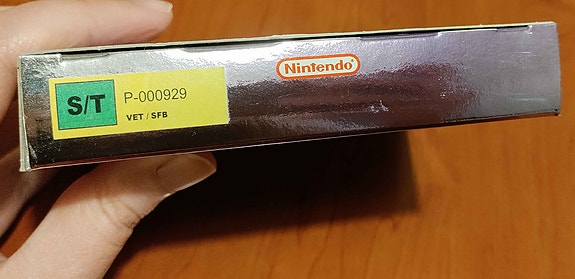 S/T
P-000929
VET / SFB
Nintendo